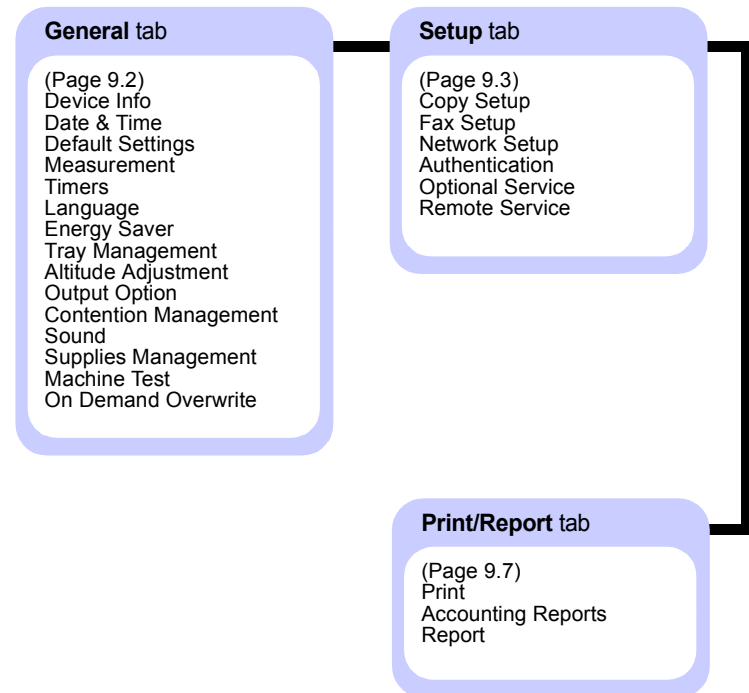 General tab
(Page 9.2)
Device Info
Date & Time
Default Settings
Measurement
Timers
Language
Energy Saver
Tray Management
Altitude Adjustment
Output Option
Contention Management
Sound
Supplies Management
Machine Test
On Demand Overwrite
Setup tab
(Page 9.3)
Copy Setup
Fax Setup
Network Setup
Authentication
Optional Service
Remote Service
Print/Report tab
(Page 9.7)
Print
Accounting Reports
Report